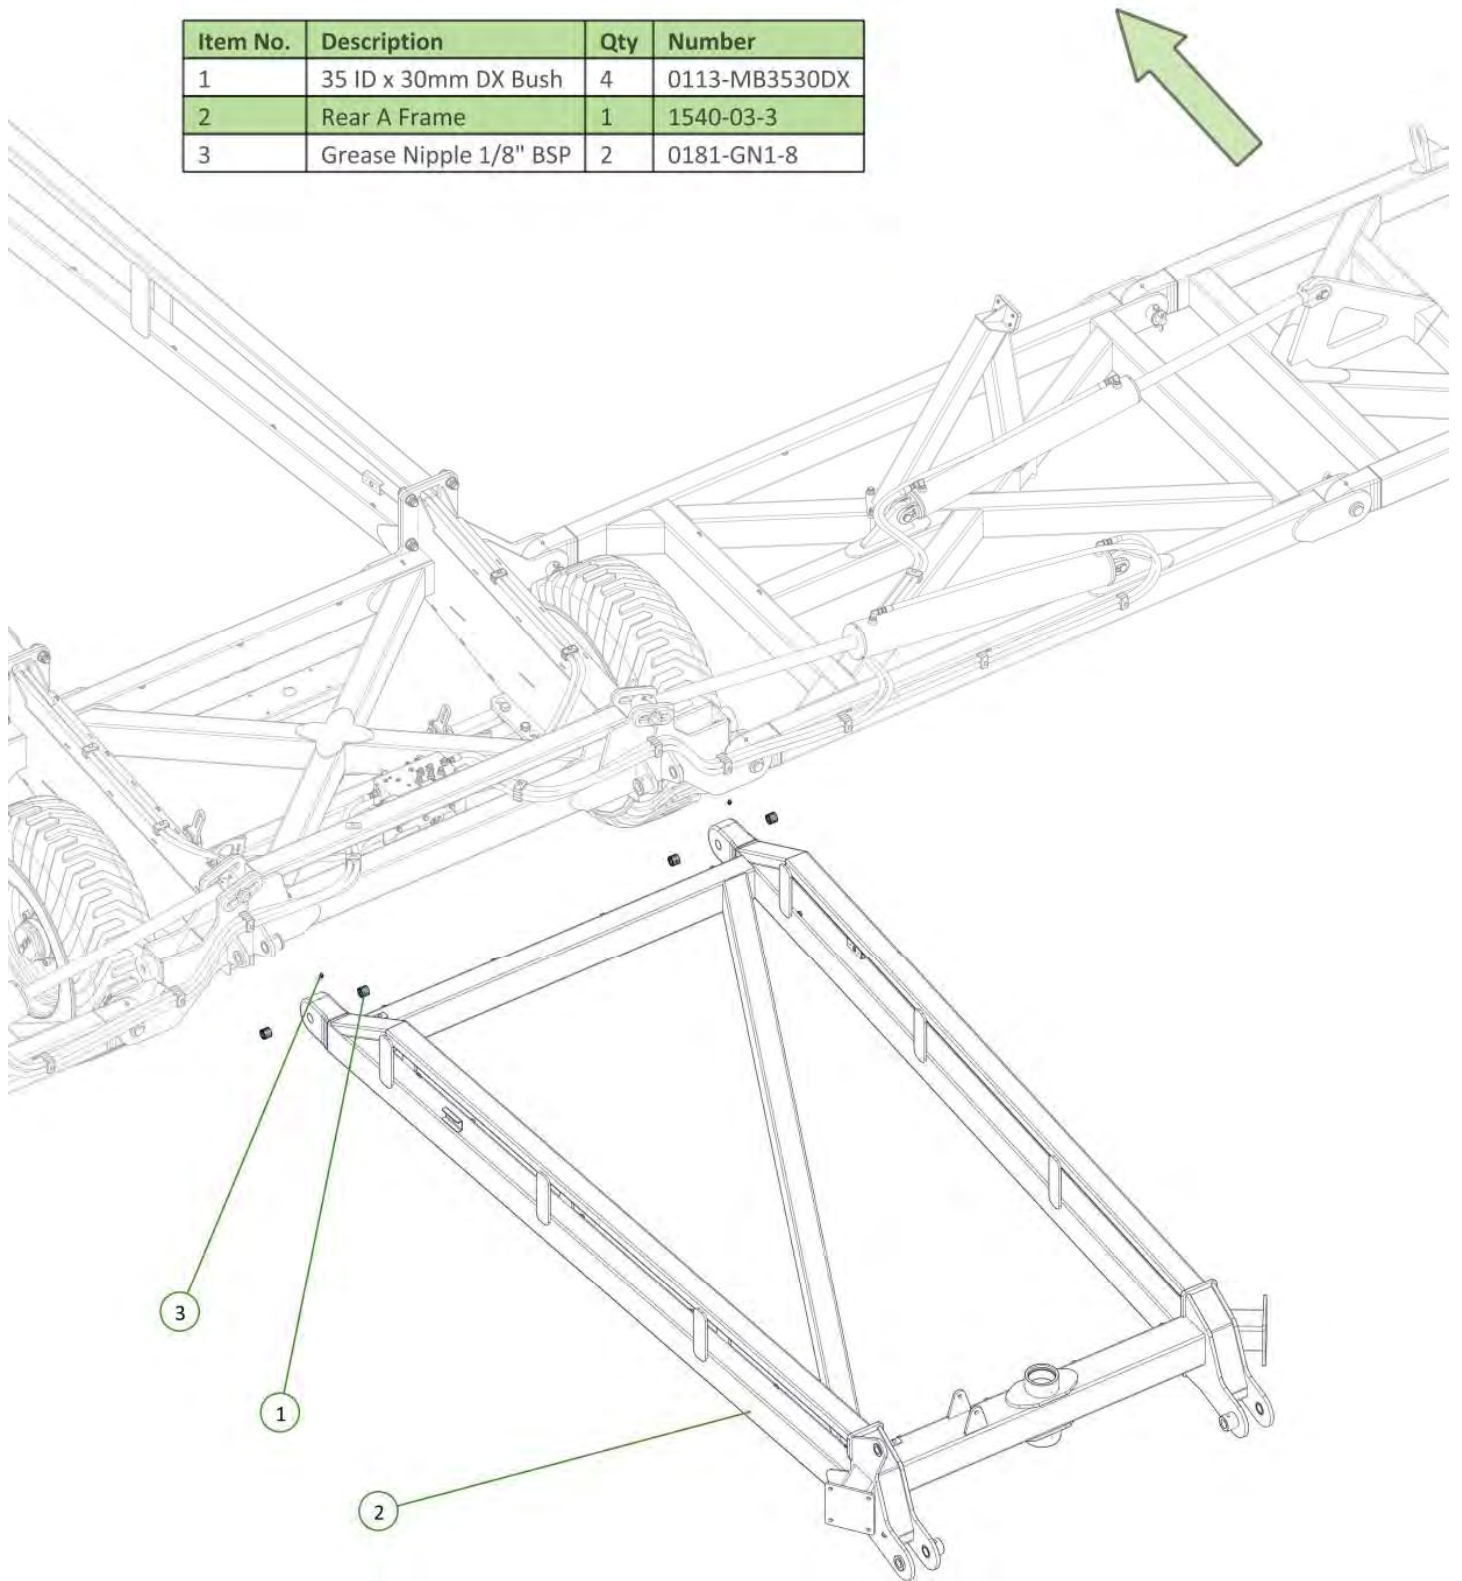 Item No. Description Qty Number
1 35 ID x 30mm DX Bush 4 0113-MB3530DX
2 Rear A Frame 1 1540-03-3
3 Grease Nipple 1/8" BSP 2 0181-GN1-8
3
1
2